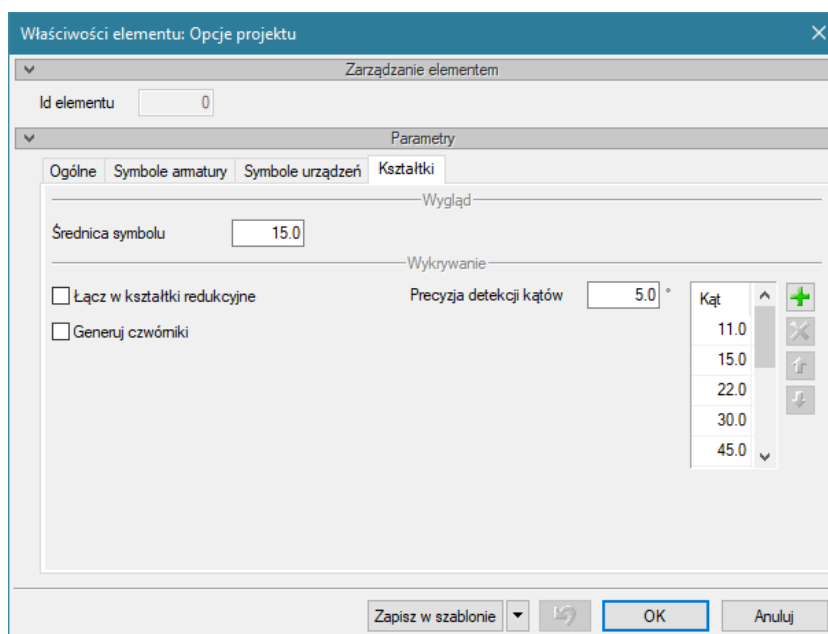 Właściwości elementu: Opcje projektu
Zarządzanie elementem
Id elementu 0
Parametry
Ogólne Symbole armatury Symbole urządzeń Kształtki
Wygląd
Średnica symbolu 15.0
Wykrywanie
Łącz w kształtki redukcyjne Precyzja detekcji kątów 5.0 ° Kąt
Generuj czwórniki 11.0
15.0
22.0
30.0
45.0
Zapisz w szablonie OK Anuluj